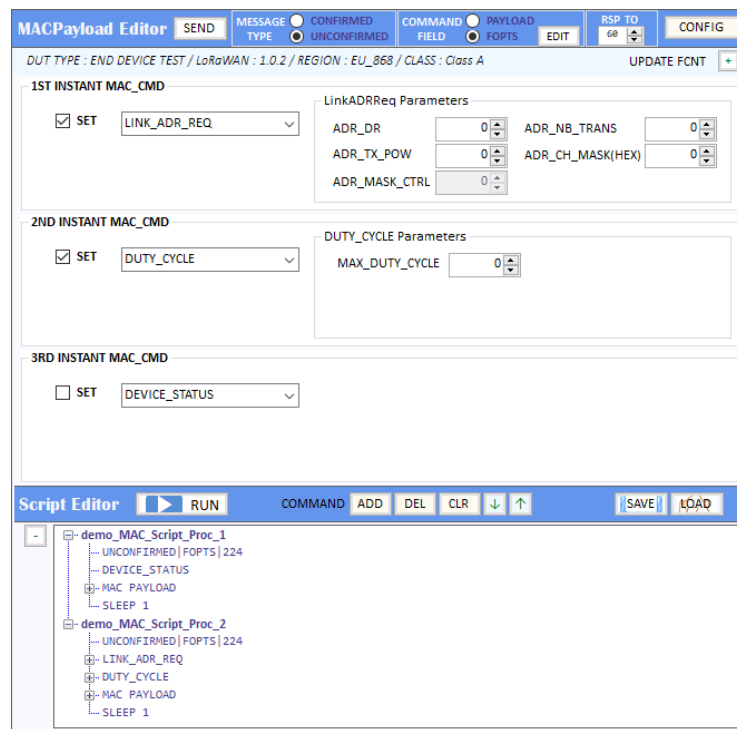 MACPayload Editor SEND MESSAGE TYPE CONFIRMED UNCONFIRMED COMMAND FIELD PAYLOAD FOPTS EDIT RSP TO 60 CONFIG
DUT TYPE : END DEVICE TEST / LoRaWAN : 1.0.2 / REGION : EU_868 / CLASS : Class A UPDATE FCNT +
1ST INSTANT MAC_CMD
SET LINK_ADR_REQ
LinkADRReq Parameters
ADR_DR 0 ADR_NB_TRANS 0
ADR_TX_POW 0 ADR_CH_MASK(HEX) 0
ADR_MASK_CTRL 0
2ND INSTANT MAC_CMD
SET DUTY_CYCLE
DUTY_CYCLE Parameters
MAX_DUTY_CYCLE 0
3RD INSTANT MAC_CMD
SET DEVICE_STATUS
Script Editor RUN COMMAND ADD DEL CLR ↓ ↑ SAVE LOAD
-
demo_MAC_Script_Proc_1
UNCONFIRMED|FOPTS|224
DEVICE_STATUS
MAC PAYLOAD
SLEEP 1
demo_MAC_Script_Proc_2
UNCONFIRMED|FOPTS|224
LINK_ADR_REQ
DUTY_CYCLE
MAC PAYLOAD
SLEEP 1